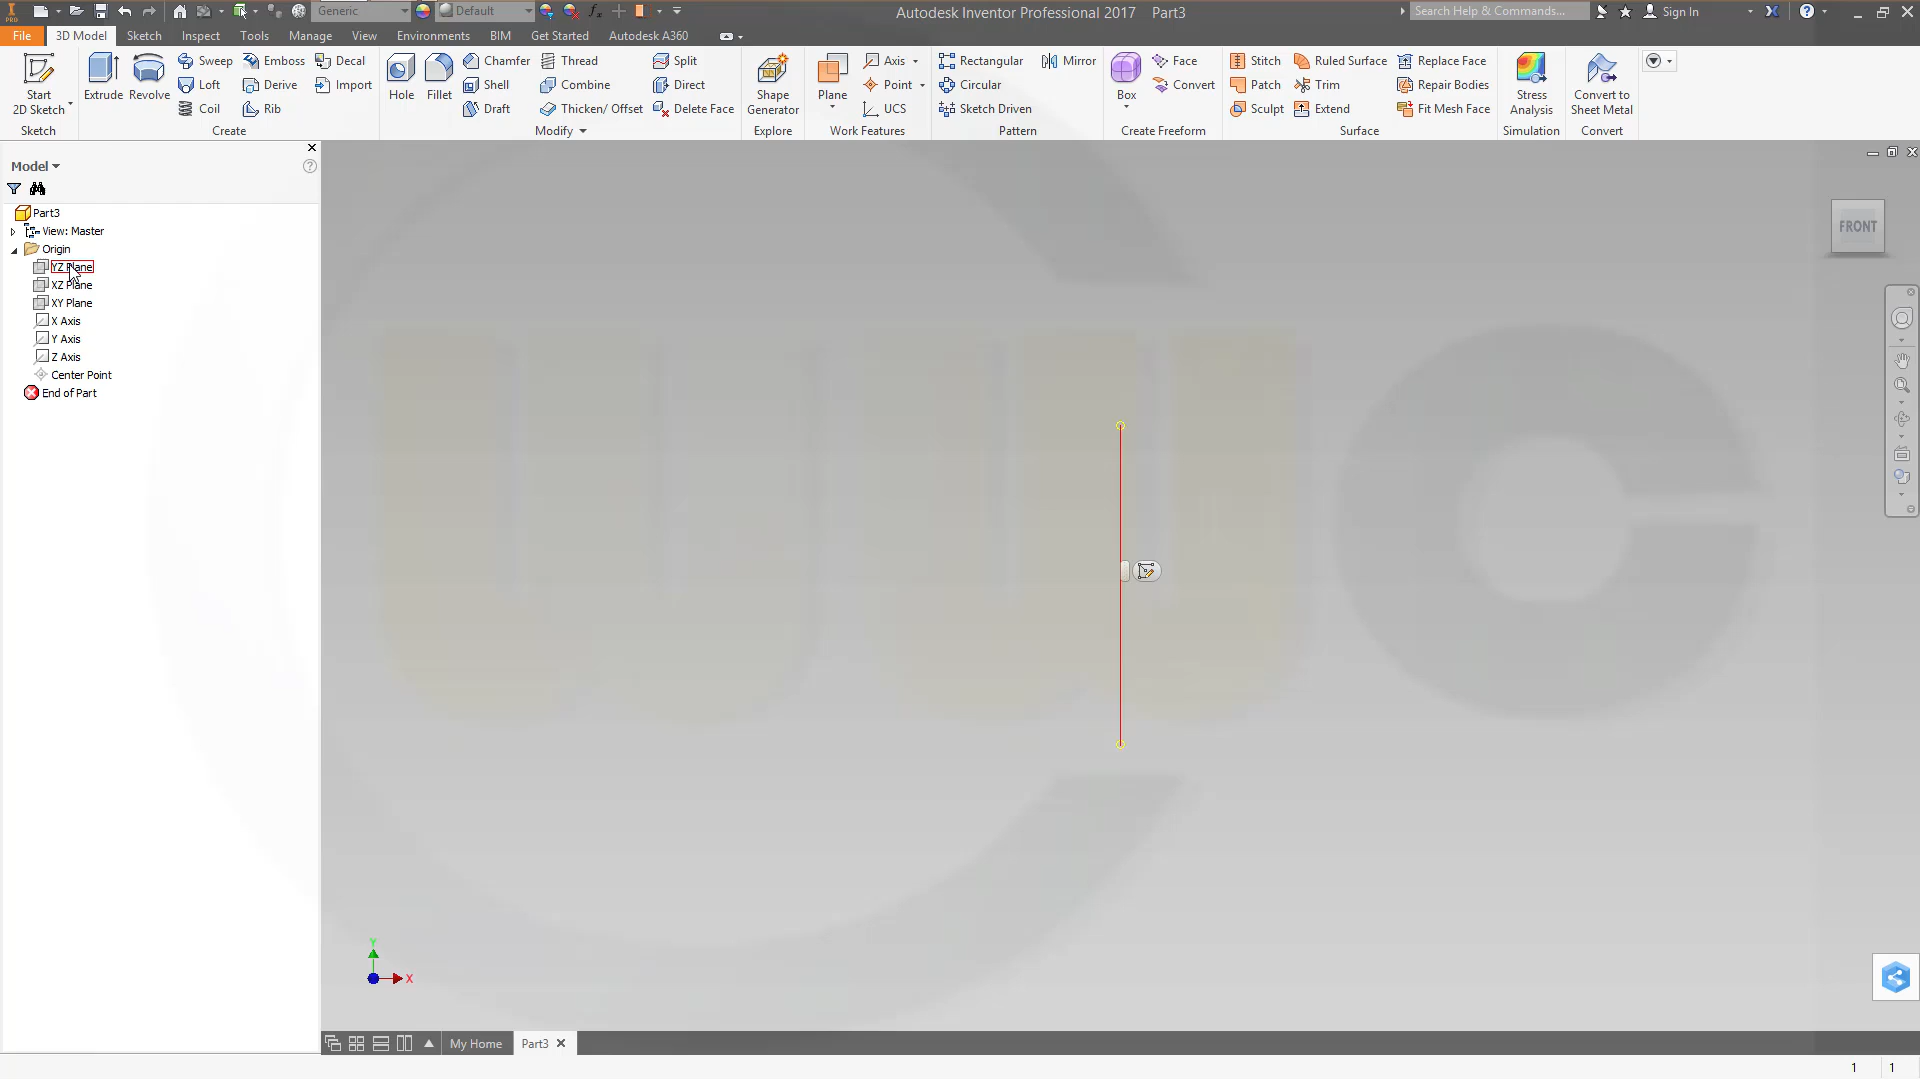 Generic
Default
Autodesk Inventor Professional 2017 Part3
Search Help & Commands...
Sign In
File 3D Model Sketch Inspect Tools Manage View Environments BIM Get Started Autodesk A360
Start
2D Sketch
Sketch
Extrude
Revolve
Sweep
Loft
Coil
Emboss
Derive
Rib
Decal
Import
Create
Hole
Fillet
Chamfer
Shell
Draft
Thread
Combine
Thicken/ Offset
Split
Direct
Delete Face
Modify
Shape
Generator
Explore
Plane
Axis
Point
UCS
Work Features
Rectangular
Circular
Sketch Driven
Mirror
Pattern
Box
Face
Convert
Create Freeform
Stitch
Patch
Sculpt
Ruled Surface
Trim
Extend
Replace Face
Repair Bodies
Fit Mesh Face
Surface
Stress
Analysis
Simulation
Convert to
Sheet Metal
Convert
Model
Part3
View: Master
Origin
YZ Plane
XZ Plane
XY Plane
X Axis
Y Axis
Z Axis
Center Point
End of Part
FRONT
Y
X
My Home
Part3
1 1